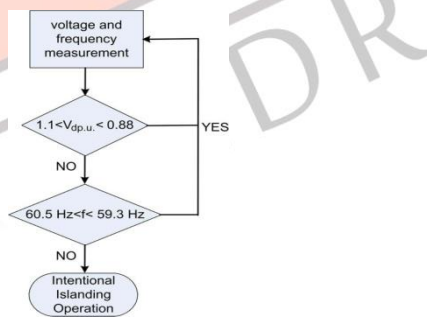 voltage and
frequency
measurement
1.1<Vdp.u.< 0.88
YES
NO
60.5 Hz<f< 59.3 Hz
NO
Intentional
Islanding
Operation
DR